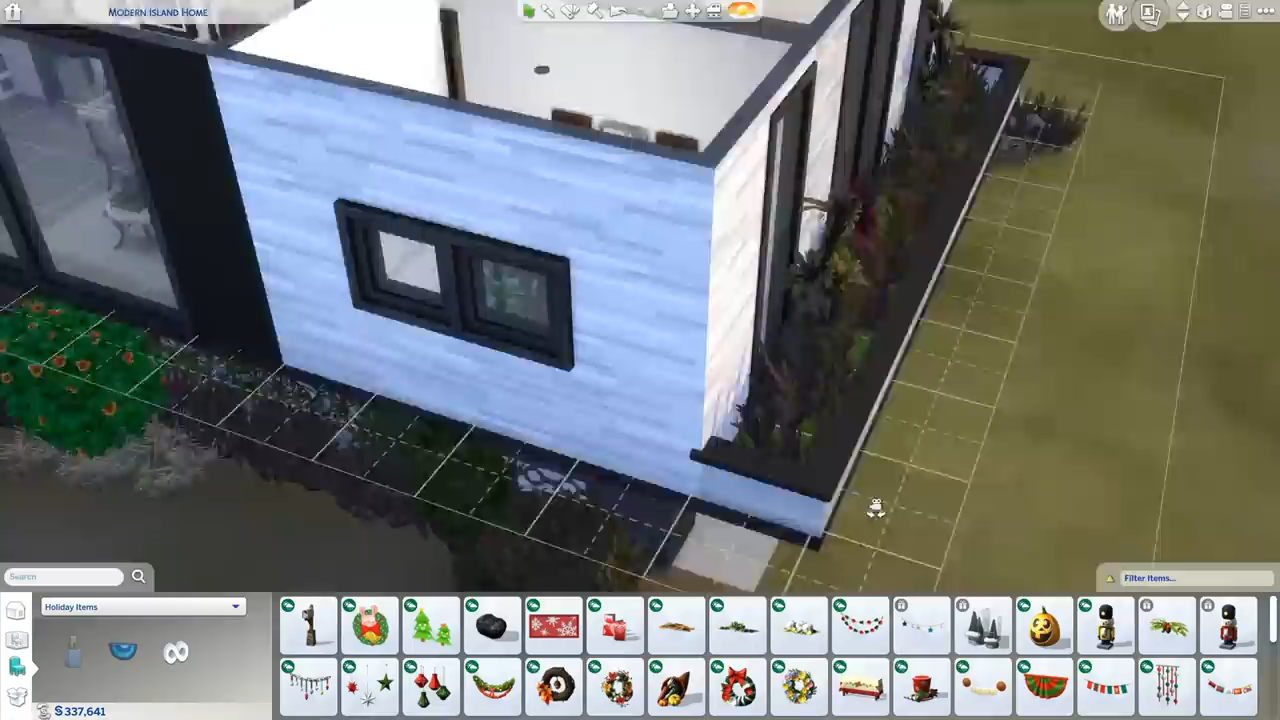 MODERN ISLAND HOME
Search
Filter Items...
Holiday Items
§337,641